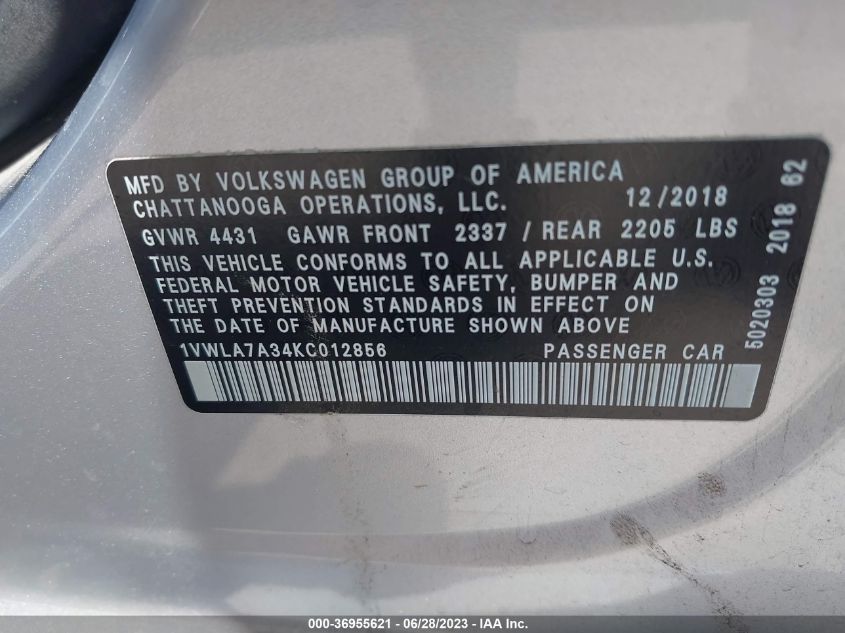 MFD BY VOLKSWAGEN GROUP OF AMERICA
CHATTANOOGA OPERATIONS, LLC. 12/2018
GVWR 4431 GAWR FRONT 2337 / REAR 2205 LBS
THIS VEHICLE CONFORMS TO ALL APPLICABLE U.S.
FEDERAL MOTOR VEHICLE SAFETY, BUMPER AND
THEFT PREVENTION STANDARDS IN EFFECT ON
THE DATE OF MANUFACTURE SHOWN ABOVE
1VWLA7A34KC012856 PASSENGER CAR
5020303 2018 62
000-36955621 - 06/28/2023 - IAA Inc.